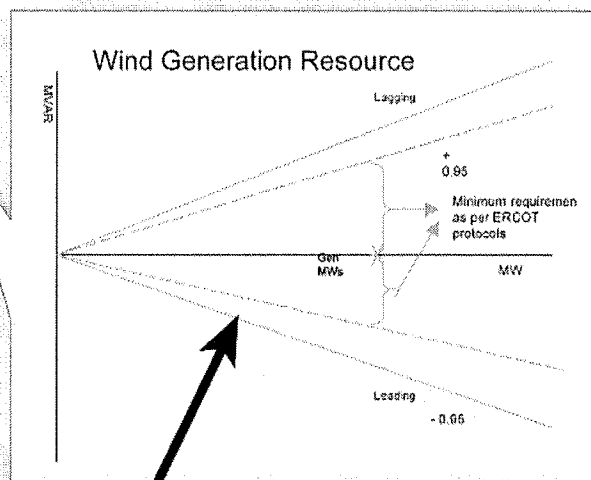 Wind Generation Resource
MVAR
Lagging
+
0.95
Minimum requiremen
as per ERCOT
protocols
Gen
MWs
MW
Leading
- 0.95